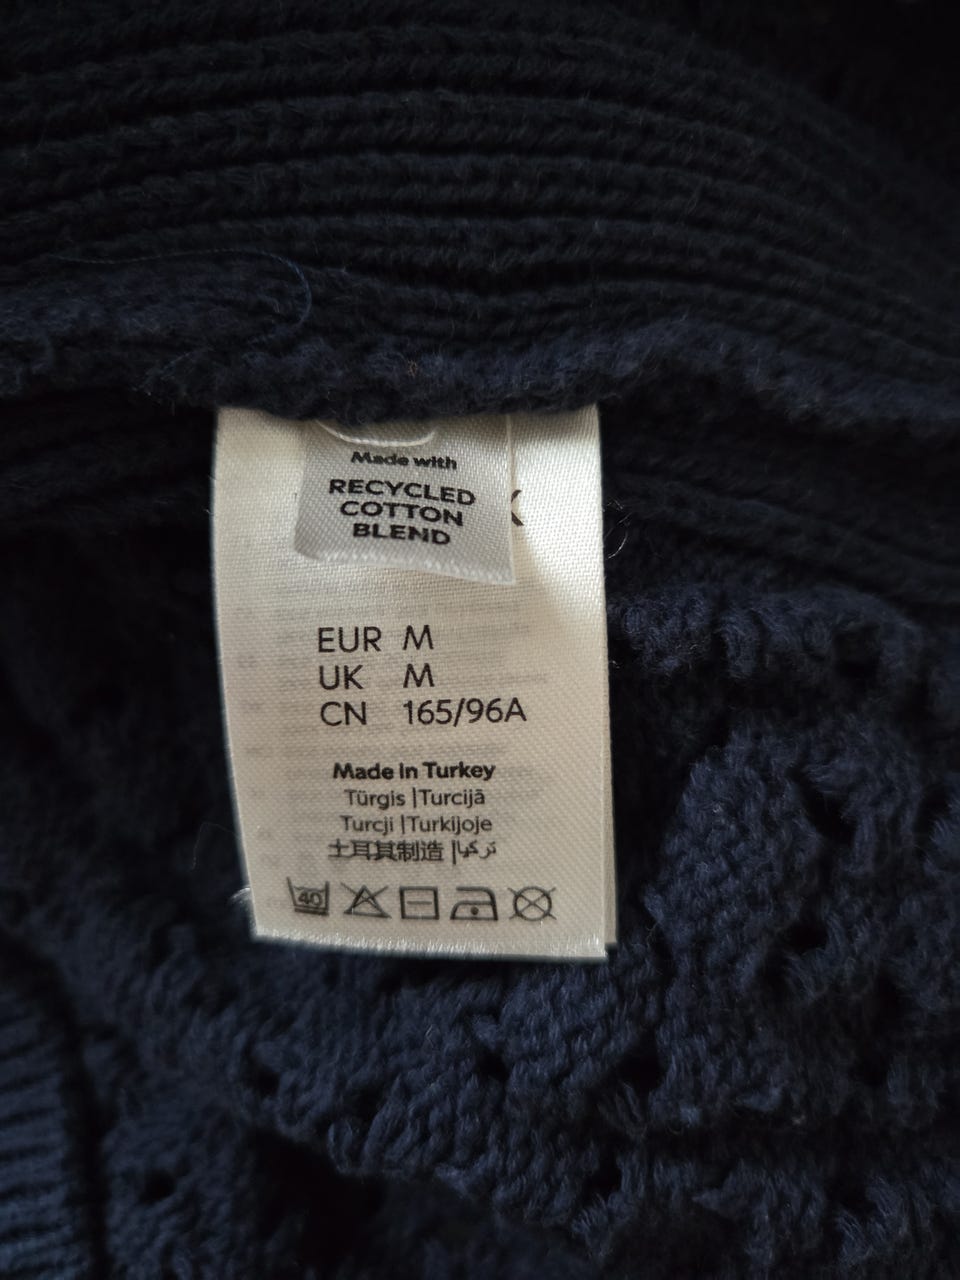 Made with
RECYCLED
COTTON
BLEND
EUR M
UK M
CN 165/96A
Made in Turkey
Türgis |Turcijā
Turcji |Turkijoje
土耳其制造 |تركيا
40